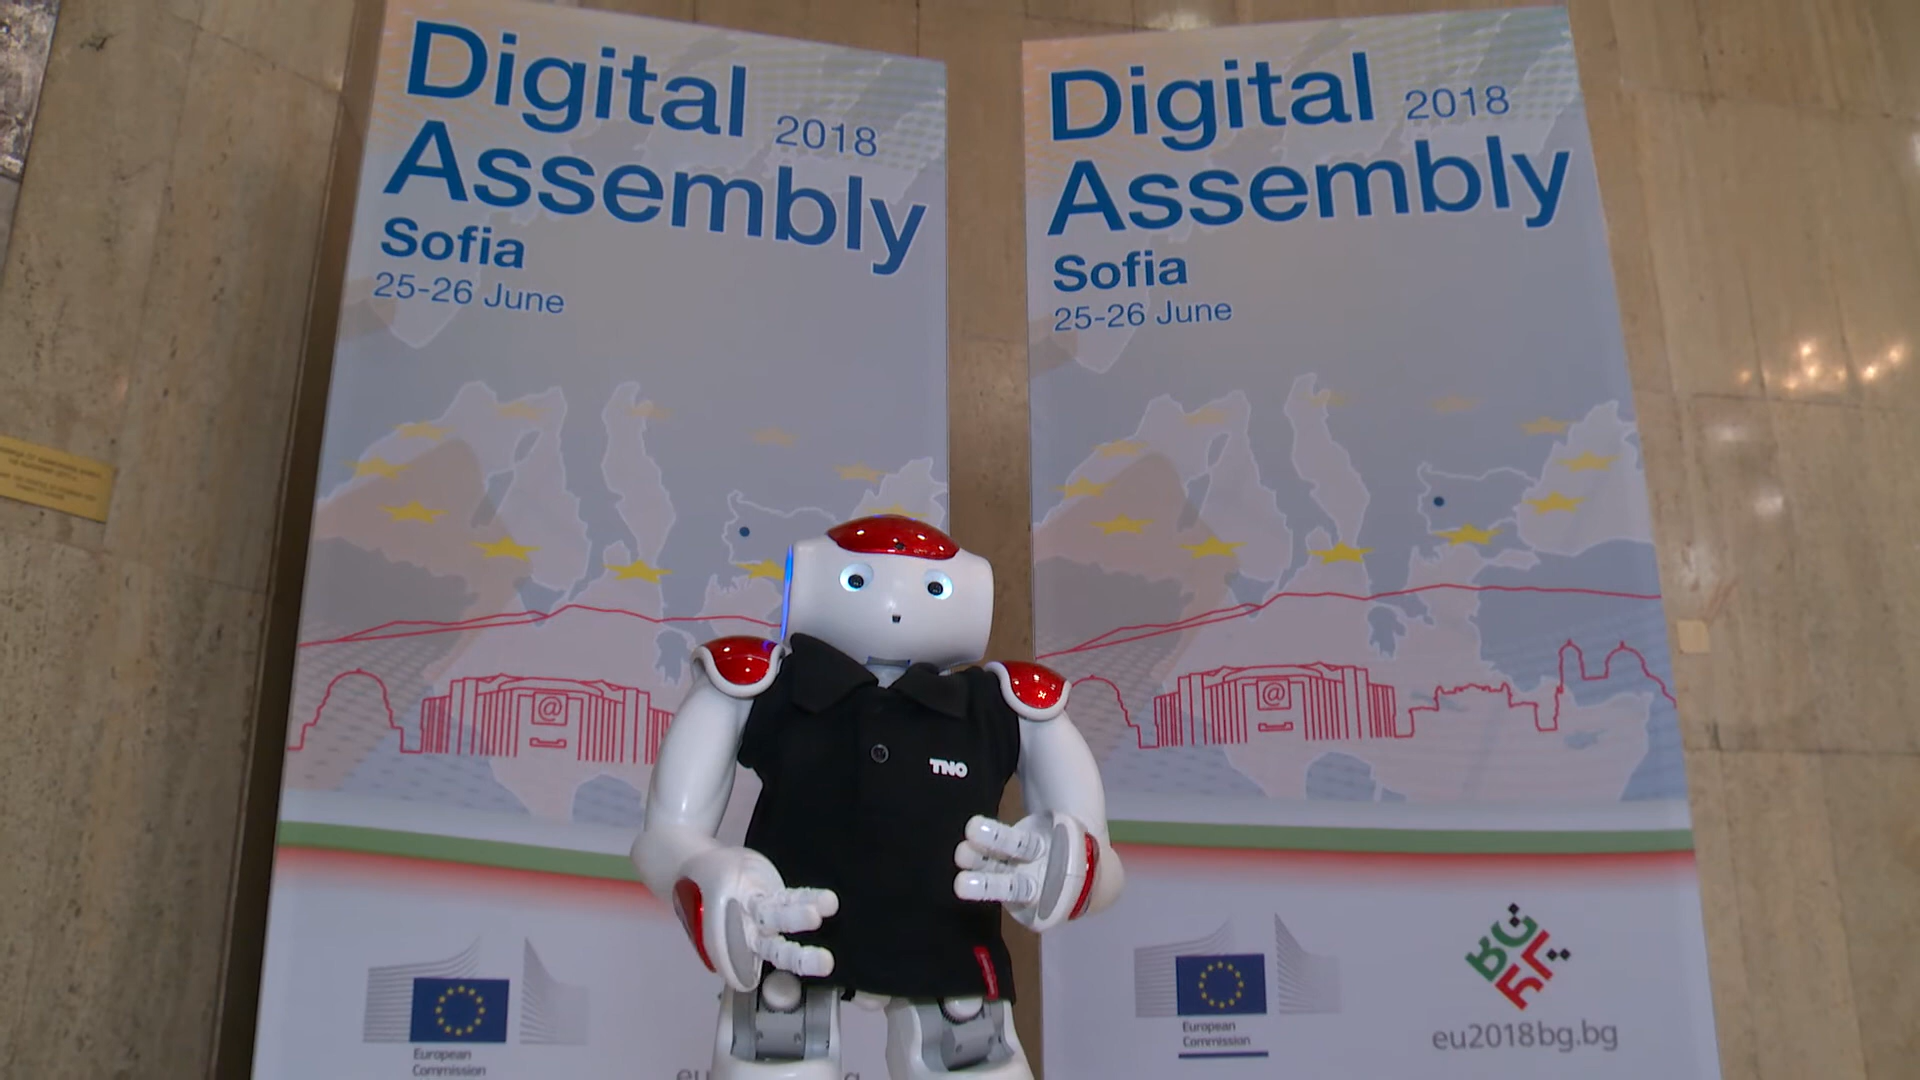 Digital 2018
Assembly
Sofia
25-26 June
@
European
Commission
Digital 2018
Assembly
Sofia
25-26 June
@
European
Commission
eu2018bg.bg
TNO